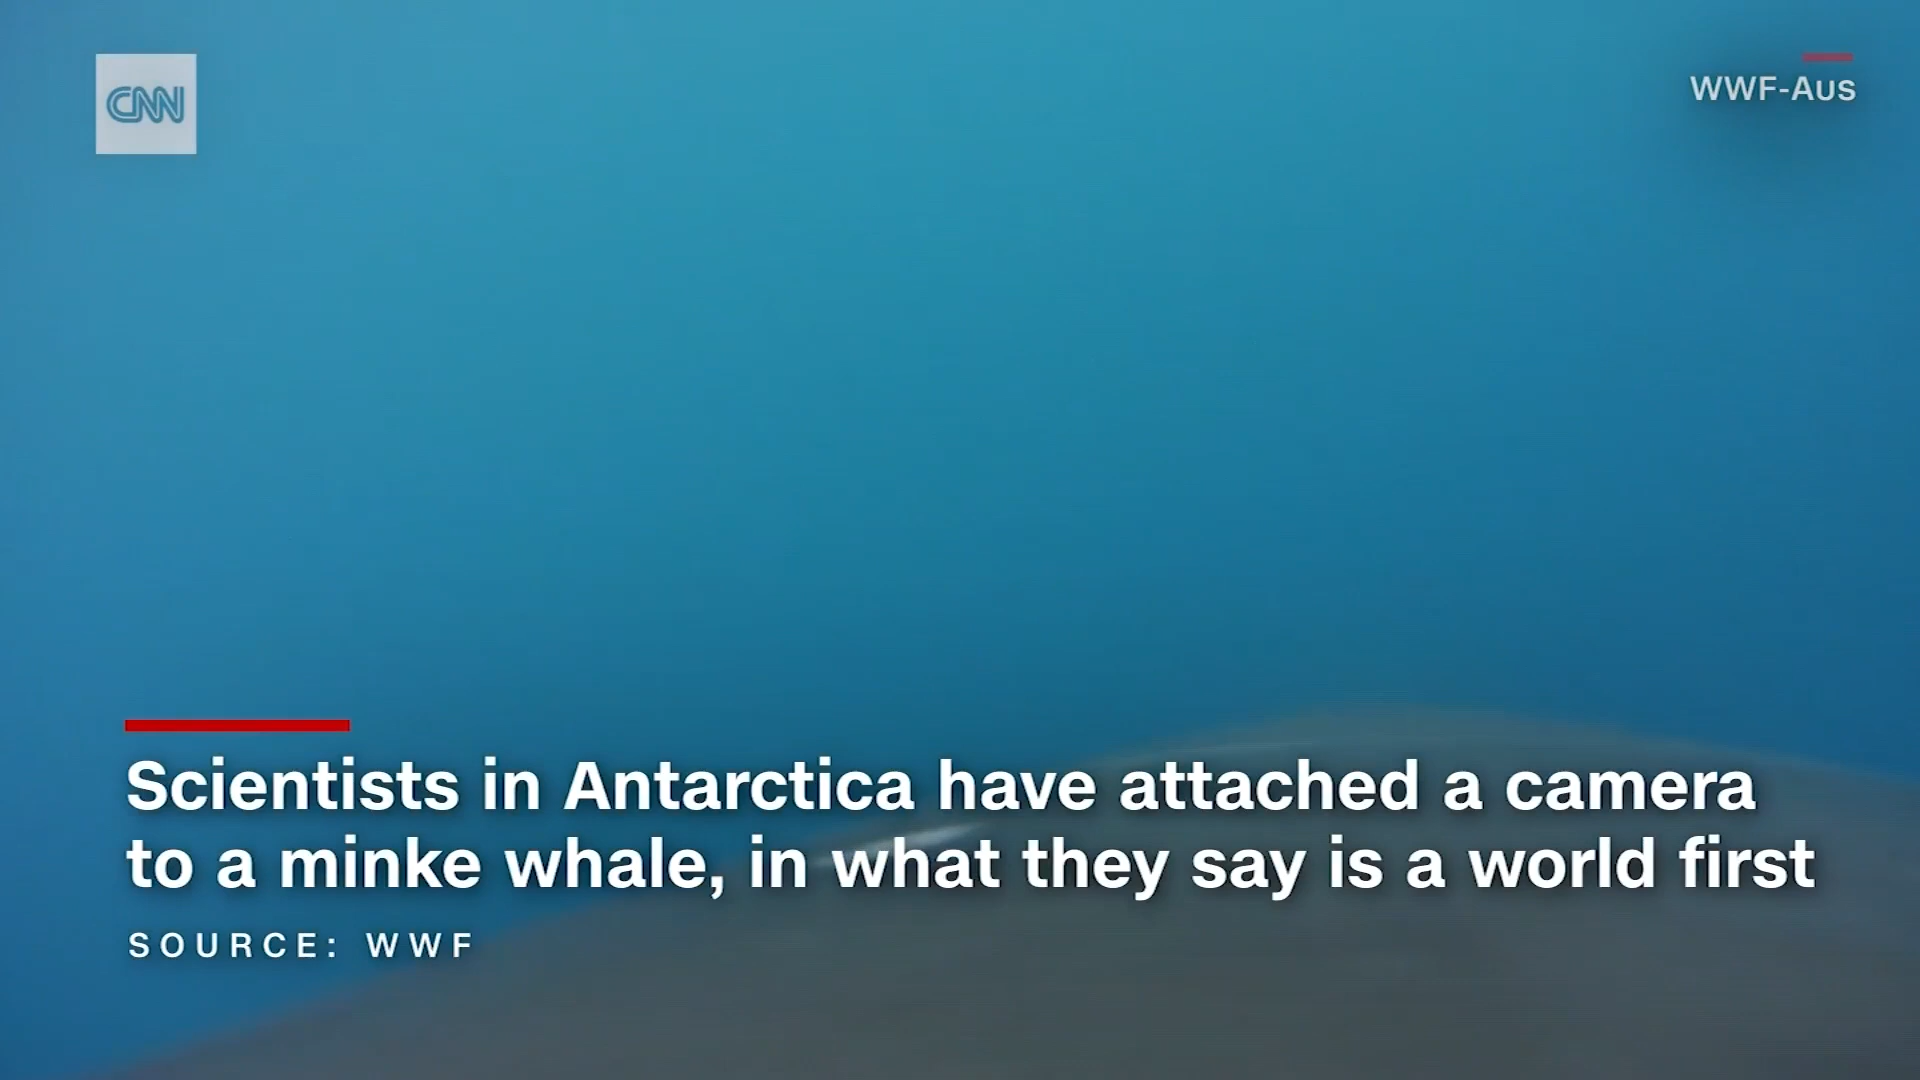 CNN
WWF-Aus
Scientists in Antarctica have attached a camera
to a minke whale, in what they say is a world first
SOURCE: WWF